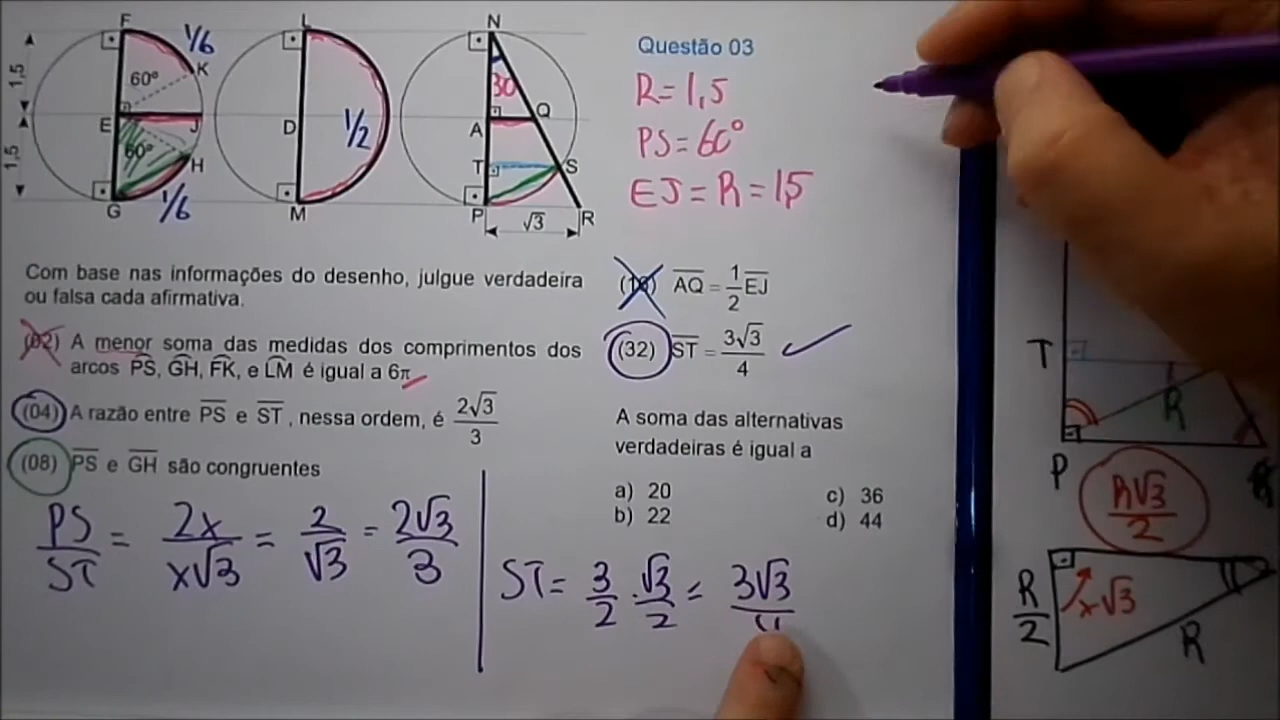 F
1/6
K
60º
1,5
E
J
60º
1,5
H
G
1/6
L
D
1/2
M
N
30
Q
A
T
S
P
R
√3
Com base nas informações do desenho, julgue verdadeira
ou falsa cada afirmativa.
(02) A menor soma das medidas dos comprimentos dos
arcos PS, GH, FK, e LM é igual a 6π
(04) A razão entre PS e ST, nessa ordem, é 2√3/3
(08) PS e GH são congruentes
PS/ST = 2x/x√3 = 2/√3 = 2√3/3
Questão 03
R = 1,5
PS = 60°
EJ = R = 1,5
(16) AQ = 1/2 EJ
(32) ST = 3√3/4
A soma das alternativas
verdadeiras é igual a
a) 20
b) 22
c) 36
d) 44
ST = 3/2 . √3/2 = 3√3/4
T
R
P
R√3/2
R/2
x√3
R